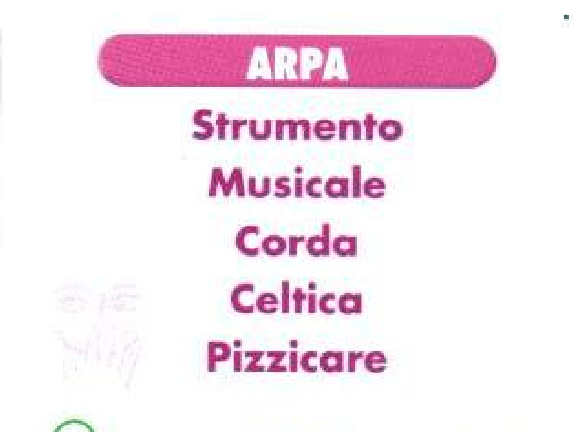 ARPA
Strumento
Musicale
Corda
Celtica
Pizzicare